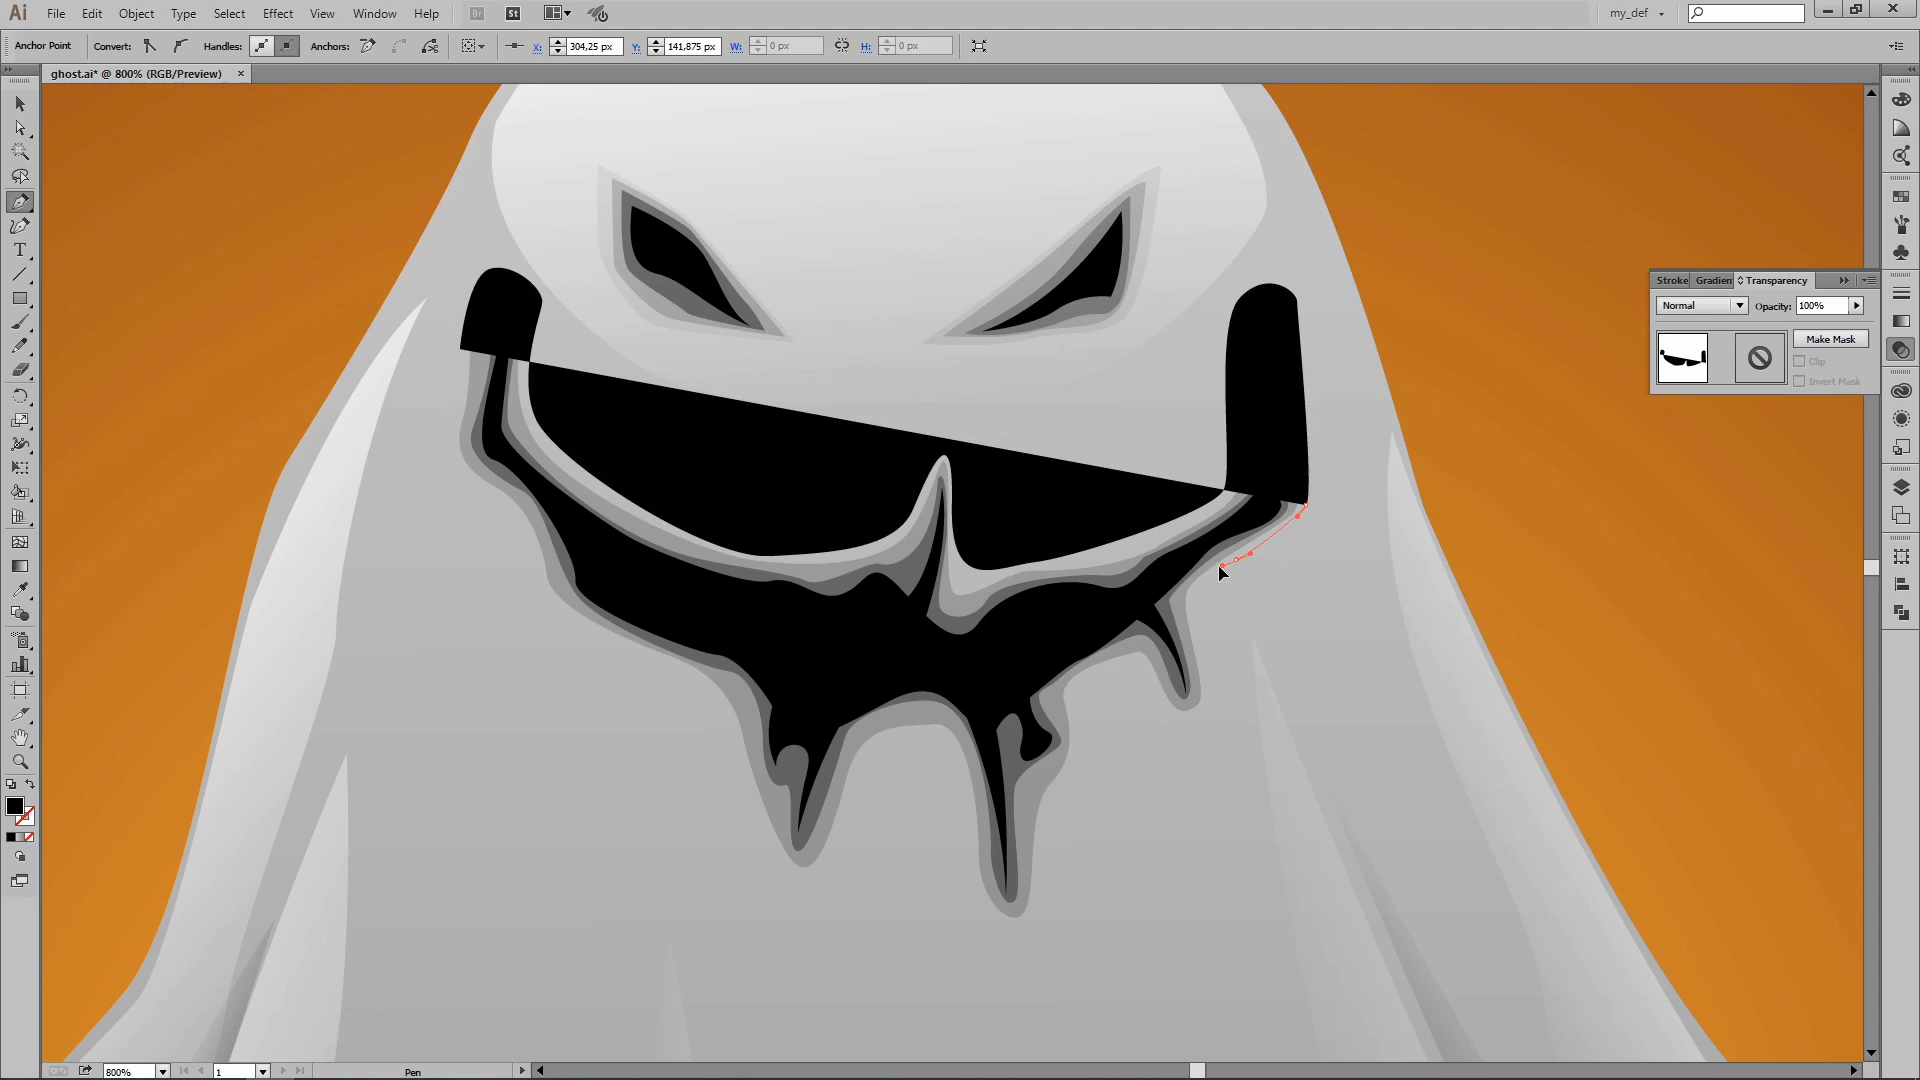 Ai File Edit Object Type Select Effect View Window Help Br St my_def
Anchor Point Convert: Handles: Anchors: X: 304,25 px Y: 141,875 px W: 0 px H: 0 px
ghost.ai* @ 800% (RGB/Preview) ×
Stroke Gradien Transparency
Normal Opacity: 100%
Make Mask
Clip
Invert Mask
T
800% 1 Pen